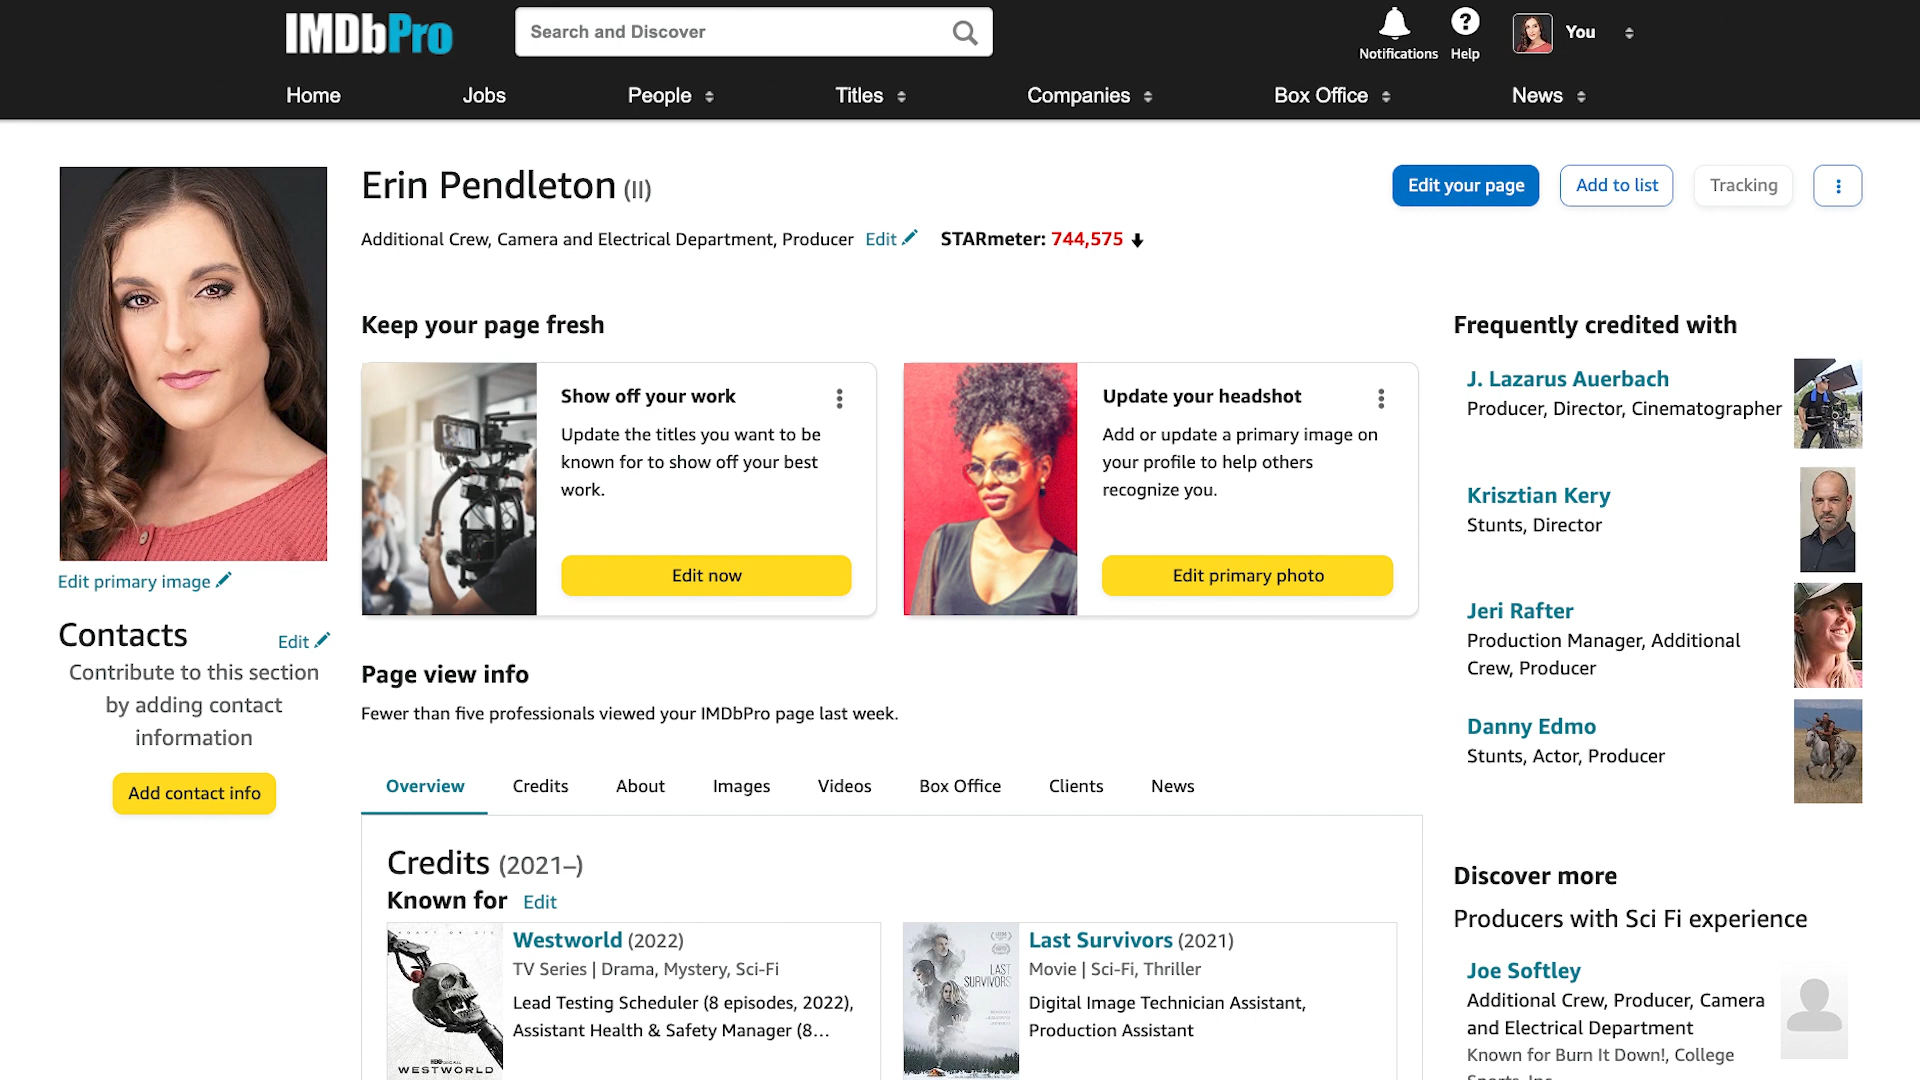 IMDbPro
Search and Discover
Notifications
Help
You
Home
Jobs
People
Titles
Companies
Box Office
News
Erin Pendleton (II)
Edit your page
Add to list
Tracking
Additional Crew, Camera and Electrical Department, Producer
Edit
STARmeter: 744,575
Edit primary image
Contacts
Edit
Contribute to this section
by adding contact
information
Add contact info
Keep your page fresh
Show off your work
Update the titles you want to be
known for to show off your best
work.
Edit now
Update your headshot
Add or update a primary image on
your profile to help others
recognize you.
Edit primary photo
Page view info
Fewer than five professionals viewed your IMDbPro page last week.
Overview
Credits
About
Images
Videos
Box Office
Clients
News
Credits (2021–)
Known for
Edit
ADAPT OR DIE
WESTWORLD
Westworld (2022)
TV Series | Drama, Mystery, Sci-Fi
Lead Testing Scheduler (8 episodes, 2022),
Assistant Health & Safety Manager (8...
LAST
SURVIVORS
Last Survivors (2021)
Movie | Sci-Fi, Thriller
Digital Image Technician Assistant,
Production Assistant
Frequently credited with
J. Lazarus Auerbach
Producer, Director, Cinematographer
Krisztian Kery
Stunts, Director
Jeri Rafter
Production Manager, Additional
Crew, Producer
Danny Edmo
Stunts, Actor, Producer
Discover more
Producers with Sci Fi experience
Joe Softley
Additional Crew, Producer, Camera
and Electrical Department
Known for Burn It Down!, College